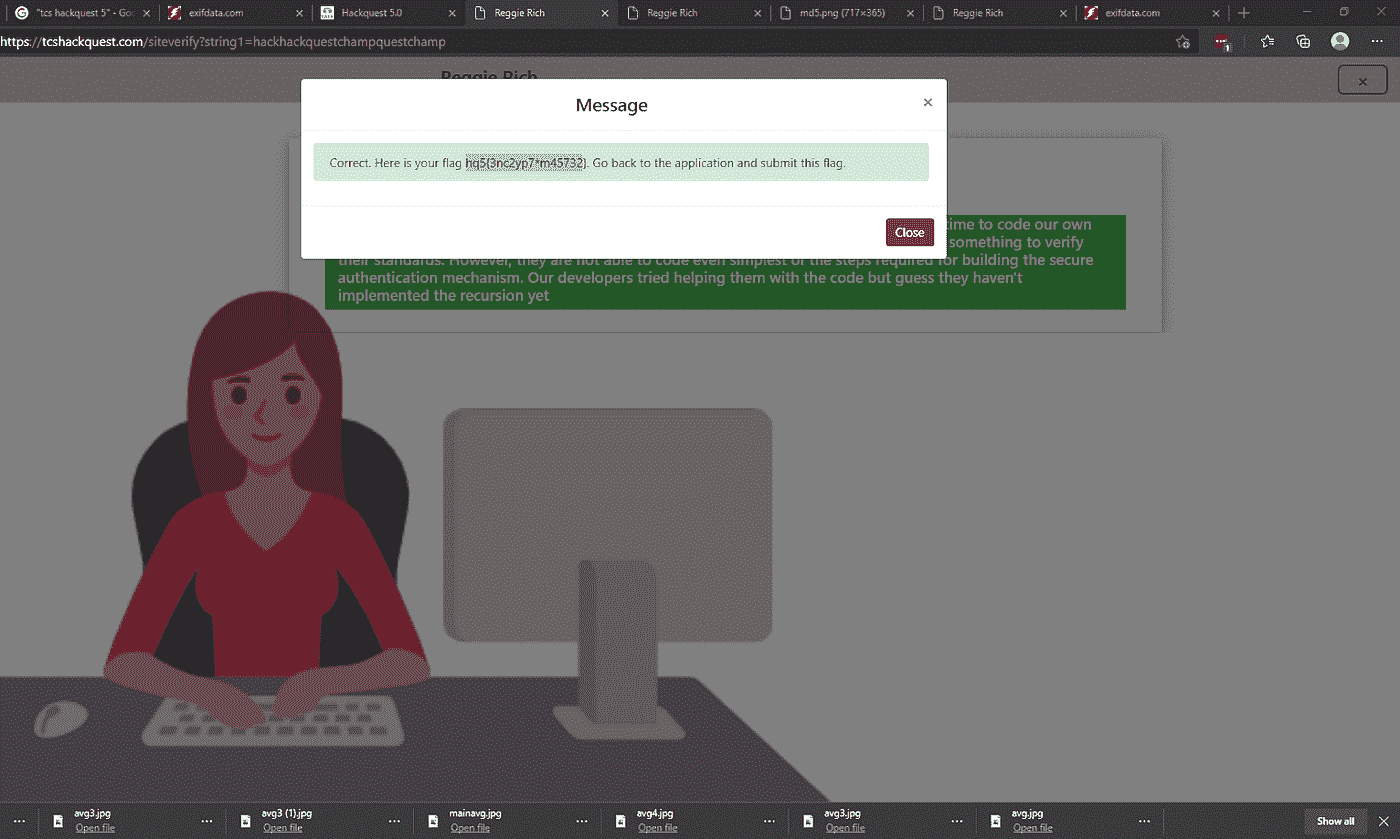 "tcs hackquest 5" - Goo
exifdata.com
Hackquest 5.0
Reggie Rich
Reggie Rich
md5.png (717×365)
Reggie Rich
exifdata.com
https://tcshackquest.com/siteverify?string1=hackhackquestchampquestchamp
1
Reggie Rich
Message
Correct. Here is your flag hq5{3nc2yp7*m45732}. Go back to the application and submit this flag.
Close
time to code our own
something to verify
their standards. However, they are not able to code even simplest of the steps required for building the secure
authentication mechanism. Our developers tried helping them with the code but guess they haven't
implemented the recursion yet
avg3.jpg
Open file
avg3 (1).jpg
Open file
mainavg.jpg
Open file
avg4.jpg
Open file
avg3.jpg
Open file
avg.jpg
Open file
Show all